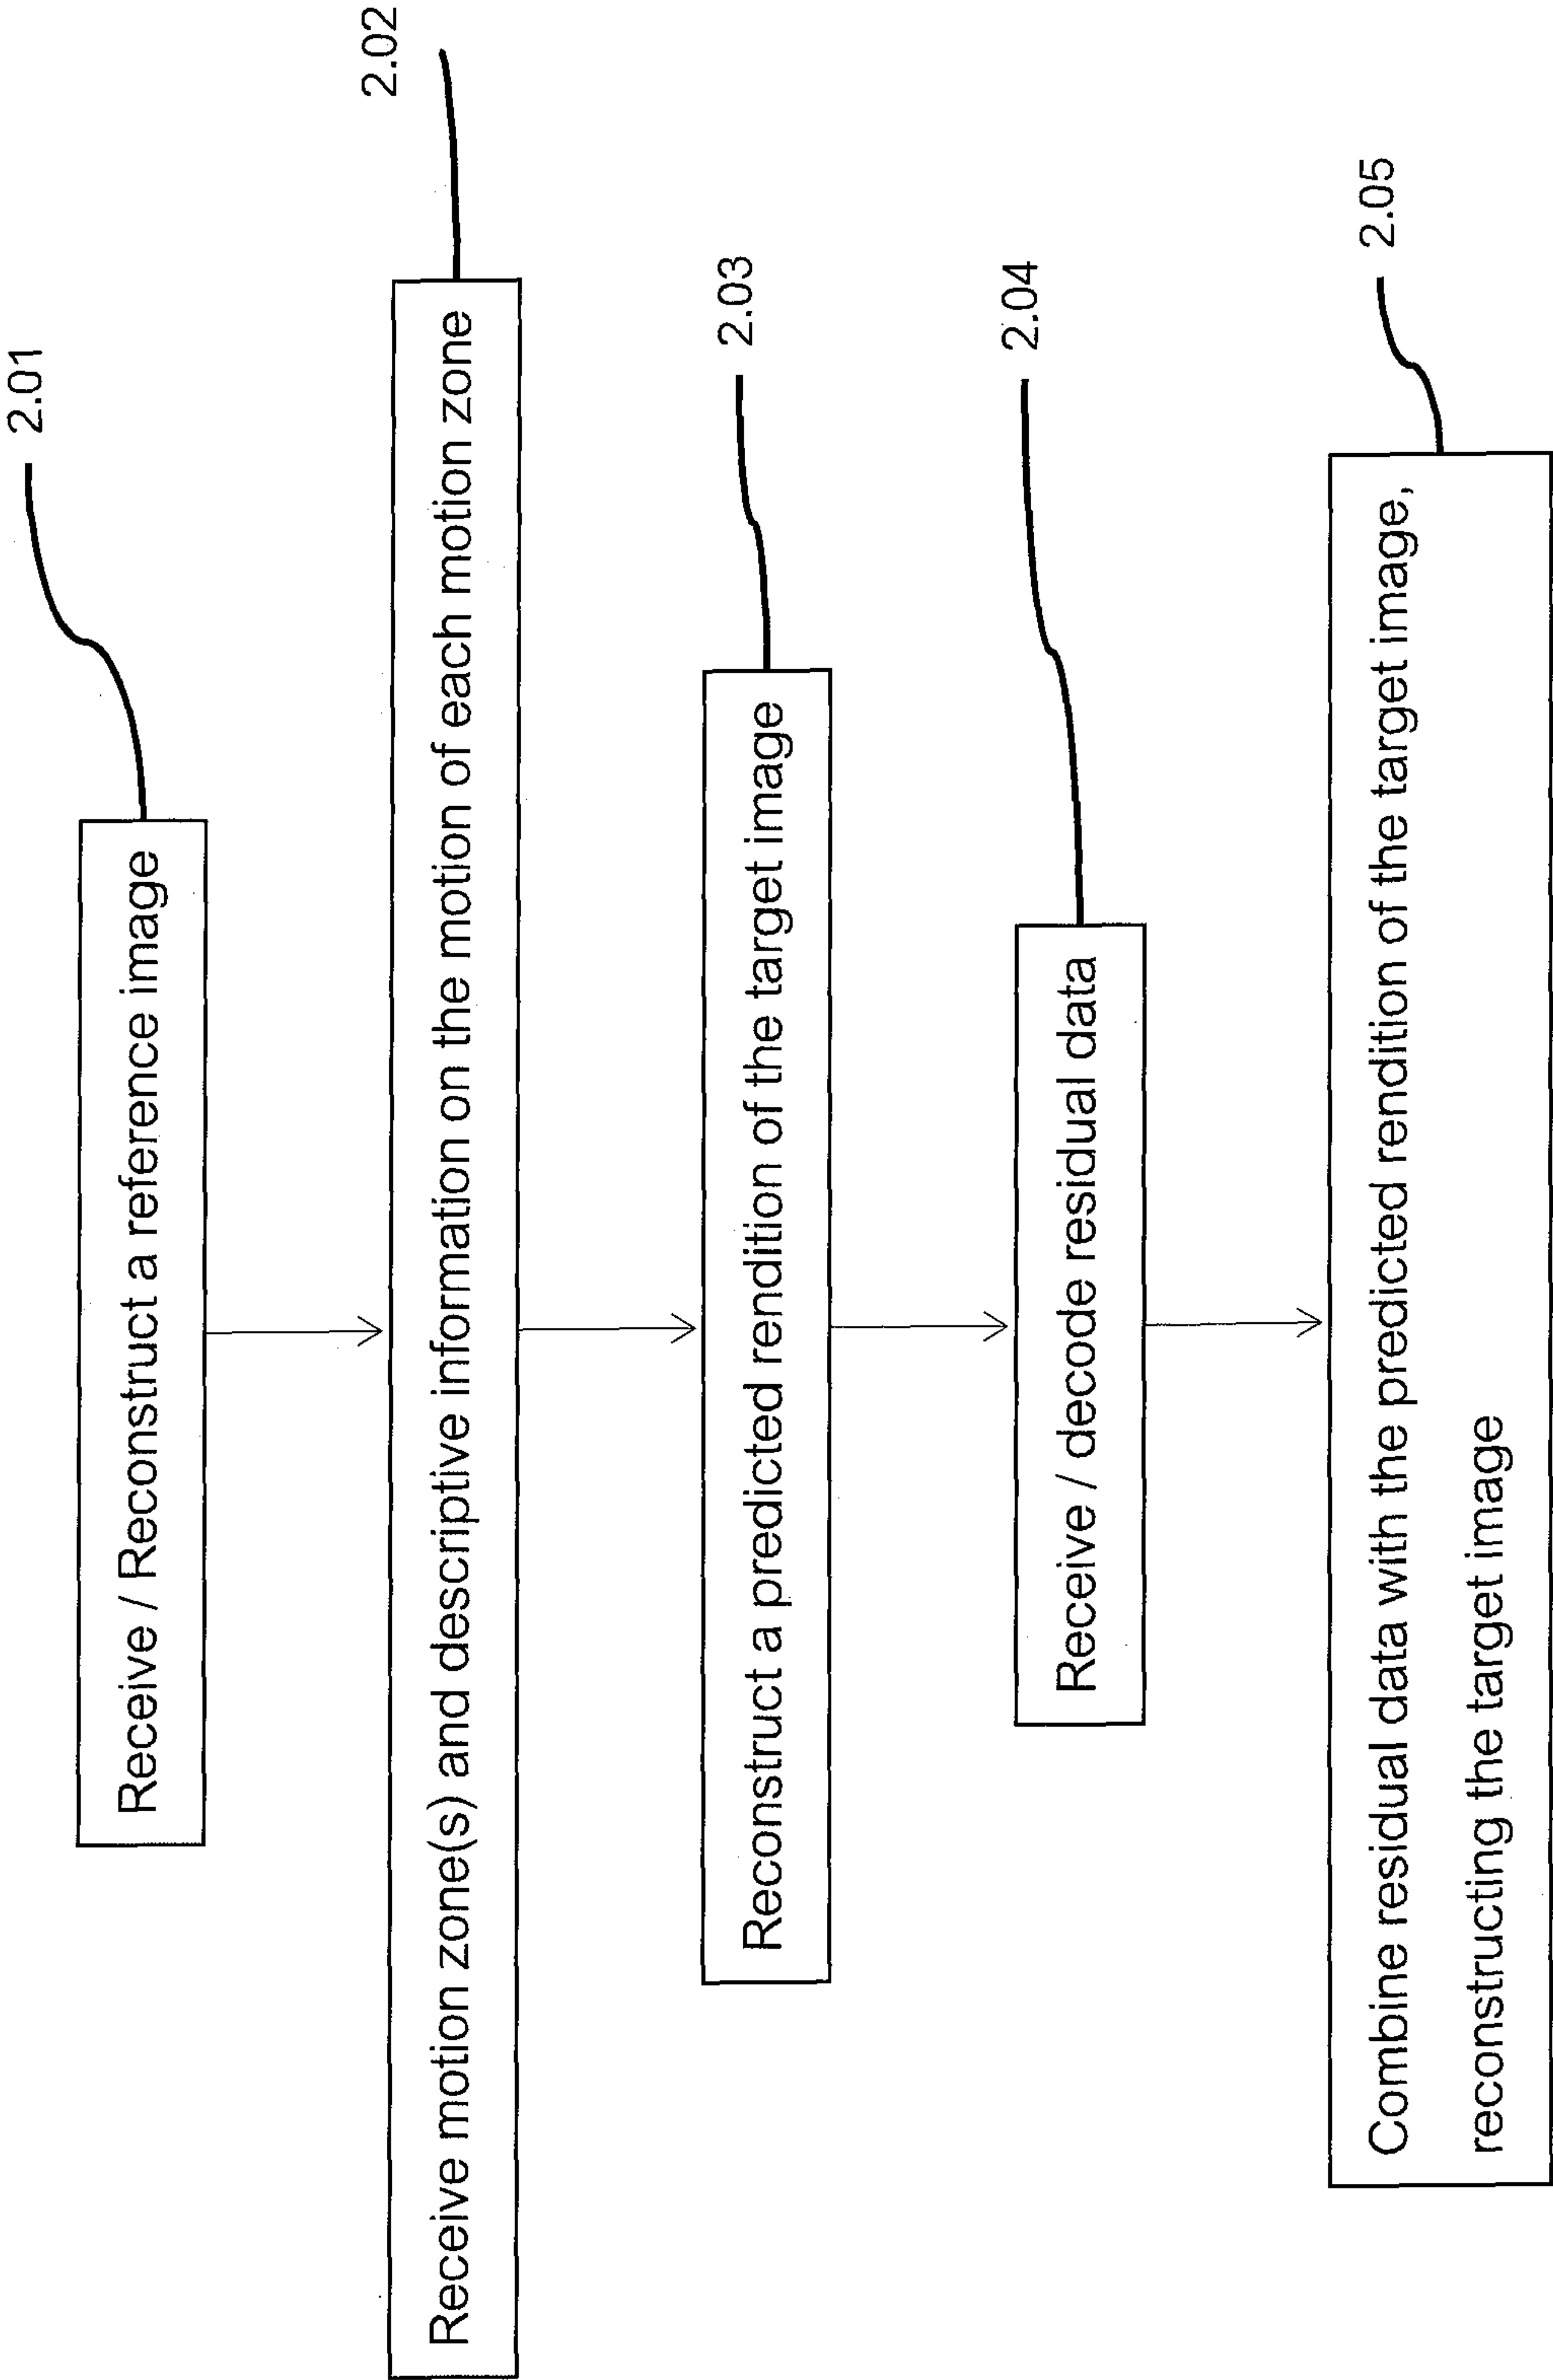 2.01
Receive / Reconstruct a reference image
2.02
Receive motion zone(s) and descriptive information on the motion of each motion zone
2.03
Reconstruct a predicted rendition of the target image
2.04
Receive / decode residual data
2.05
Combine residual data with the predicted rendition of the target image,
reconstructing the target image